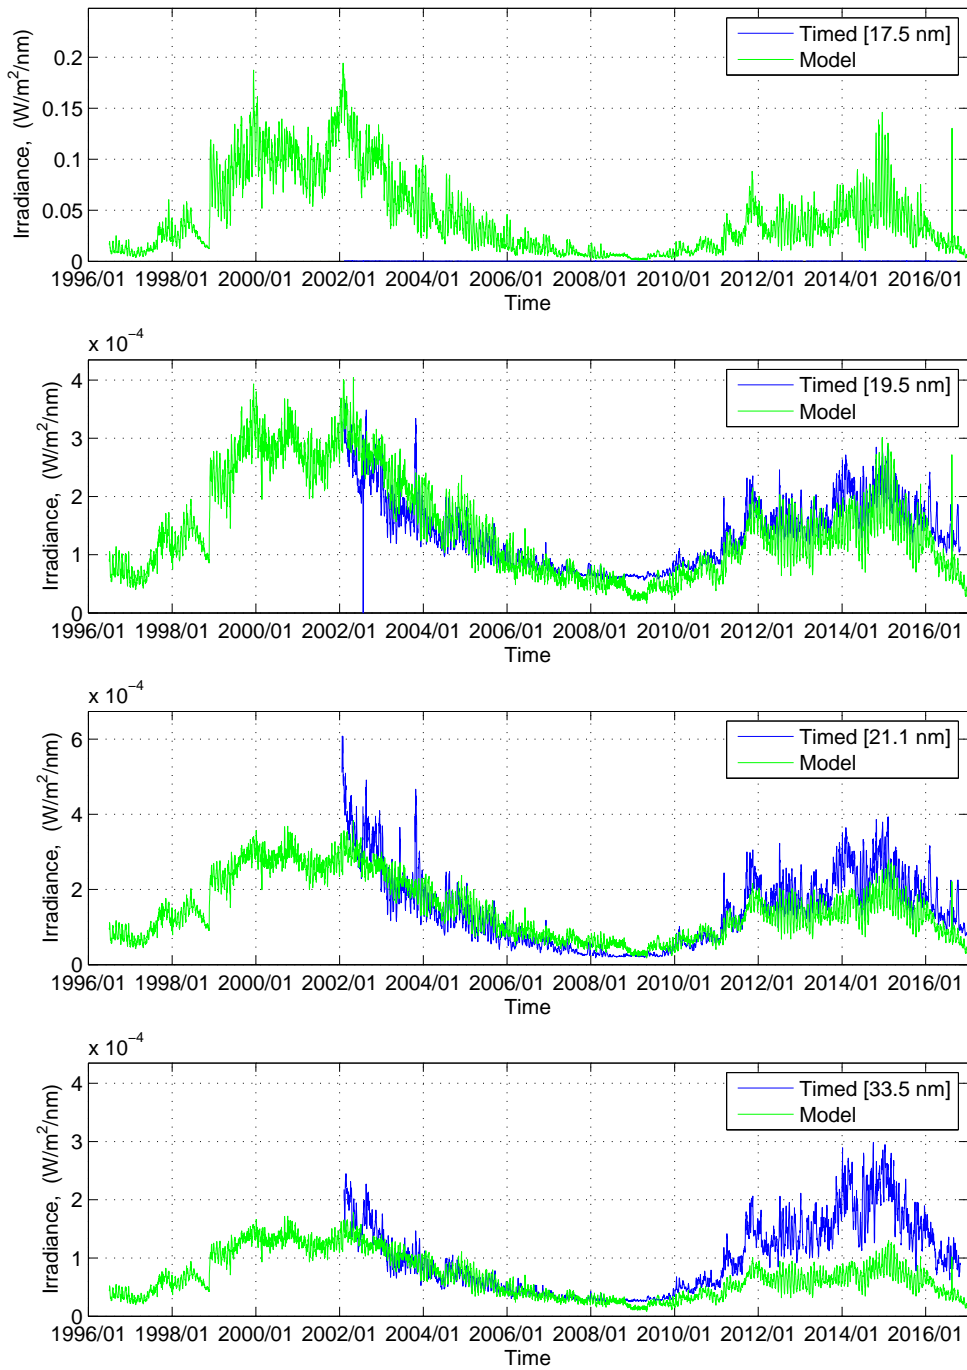 Irradiance, (W/m²/nm)
0.2
0.15
0.1
0.05
0
Timed [17.5 nm]
Model
1996/01 1998/01 2000/01 2002/01 2004/01 2006/01 2008/01 2010/01 2012/01 2014/01 2016/01
Time
x 10⁻⁴
Irradiance, (W/m²/nm)
4
3
2
1
0
Timed [19.5 nm]
Model
1996/01 1998/01 2000/01 2002/01 2004/01 2006/01 2008/01 2010/01 2012/01 2014/01 2016/01
Time
x 10⁻⁴
Irradiance, (W/m²/nm)
6
4
2
0
Timed [21.1 nm]
Model
1996/01 1998/01 2000/01 2002/01 2004/01 2006/01 2008/01 2010/01 2012/01 2014/01 2016/01
Time
x 10⁻⁴
Irradiance, (W/m²/nm)
4
3
2
1
0
Timed [33.5 nm]
Model
1996/01 1998/01 2000/01 2002/01 2004/01 2006/01 2008/01 2010/01 2012/01 2014/01 2016/01
Time